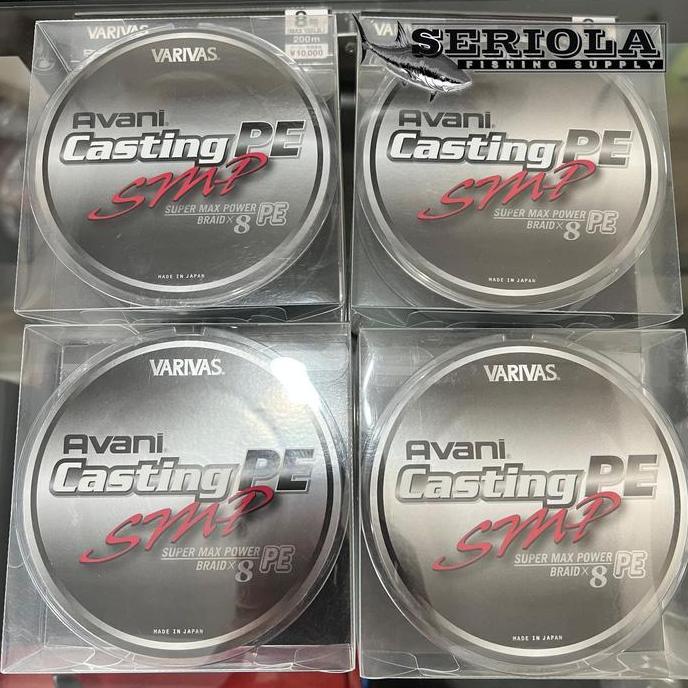 VARIVAS
8号
200m
¥10,000
SERIOLA
FISHING SUPPLY
VARIVAS®
Avani®
Casting PE
SMP
SUPER MAX POWER
BRAID×8 PE
MADE IN JAPAN
Avani®
Casting PE
SMP
SUPER MAX POWER
BRAID×8 PE
MADE IN JAPAN
VARIVAS®
Avani®
Casting PE
SMP
SUPER MAX POWER
BRAID×8 PE
MADE IN JAPAN
VARIVAS®
Avani®
Casting PE
SMP
SUPER MAX POWER
BRAID×8 PE
MADE IN JAPAN